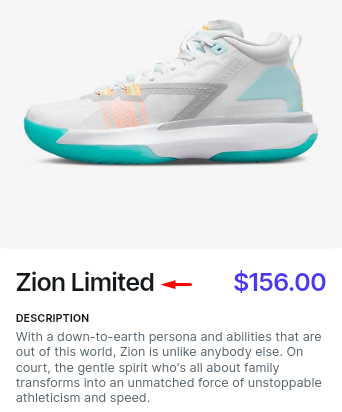 Zion Limited $156.00
DESCRIPTION
With a down-to-earth persona and abilities that are
out of this world, Zion is unlike anybody else. On
court, the gentle spirit who's all about family
transforms into an unmatched force of unstoppable
athleticism and speed.